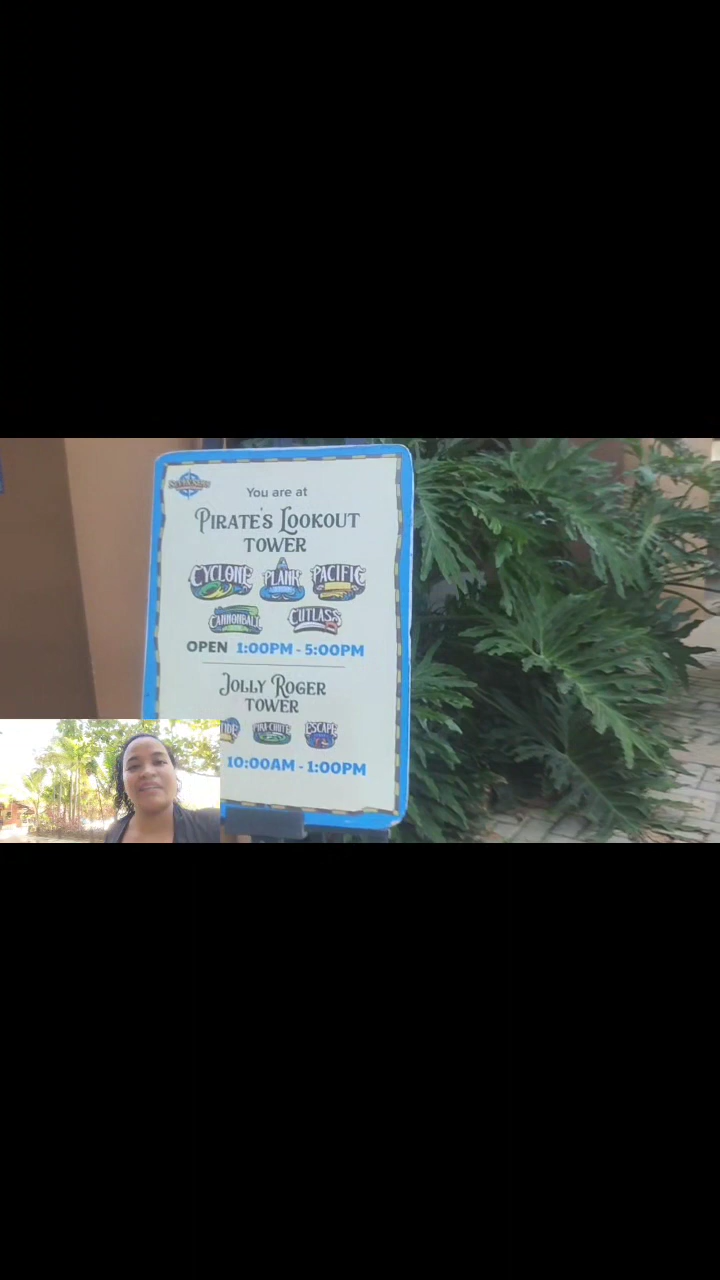 You are at
PIRATE'S LOOKOUT
TOWER
CYCLONE PLANK PACIFIC
CANNONBALL CUTLASS
OPEN 1:00PM - 5:00PM
JOLLY ROGER
TOWER
ESCAPE
10:00AM - 1:00PM